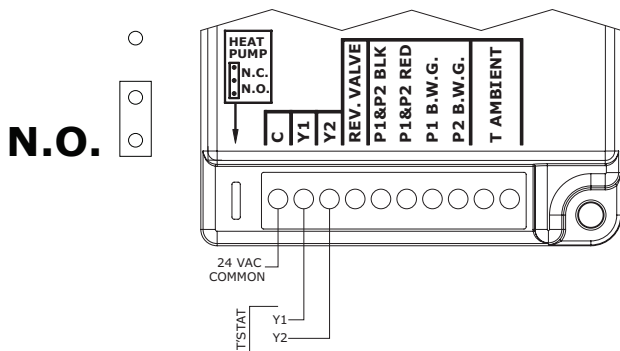 HEAT
PUMP
N.C.
N.O.
N.O.
C
Y1
Y2
REV. VALVE
P1&P2 BLK
P1&P2 RED
P1 B.W.G.
P2 B.W.G.
T AMBIENT
24 VAC
COMMON
T'STAT
Y1
Y2